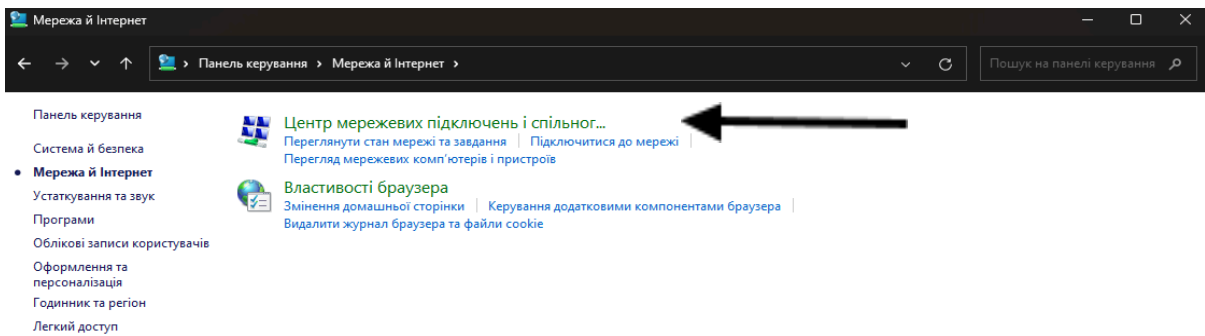 Мережа й Інтернет
Панель керування › Мережа й Інтернет ›
Пошук на панелі керування
Панель керування
Система й безпека
Мережа й Інтернет
Устаткування та звук
Програми
Облікові записи користувачів
Оформлення та
персоналізація
Годинник та регіон
Легкий доступ
Центр мережевих підключень і спільног...
Переглянути стан мережі та завдання
Підключитися до мережі
Перегляд мережевих комп'ютерів і пристроїв
Властивості браузера
Змінення домашньої сторінки
Керування додатковими компонентами браузера
Видалити журнал браузера та файли cookie